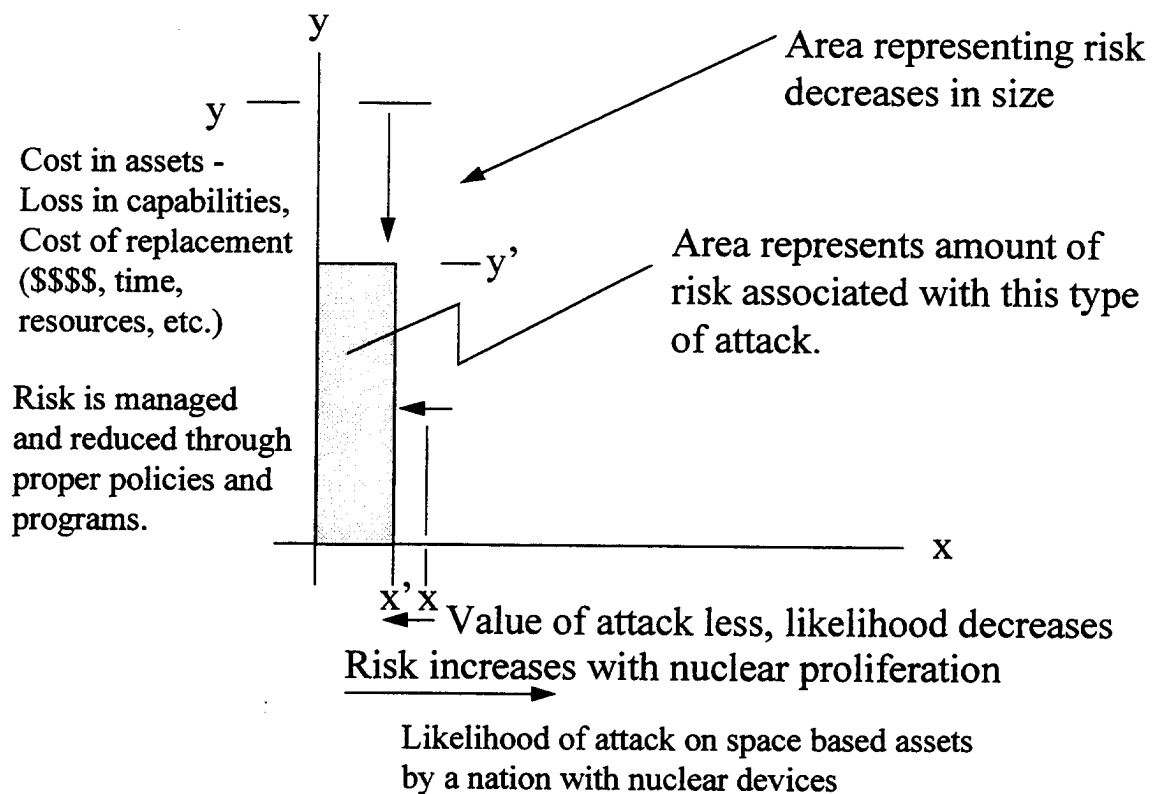 y
Area representing risk
decreases in size
y
Cost in assets -
Loss in capabilities,
Cost of replacement
($$$$, time,
resources, etc.)
y'
Area represents amount of
risk associated with this type
of attack.
Risk is managed
and reduced through
proper policies and
programs.
x
x' x
Value of attack less, likelihood decreases
Risk increases with nuclear proliferation
Likelihood of attack on space based assets
by a nation with nuclear devices